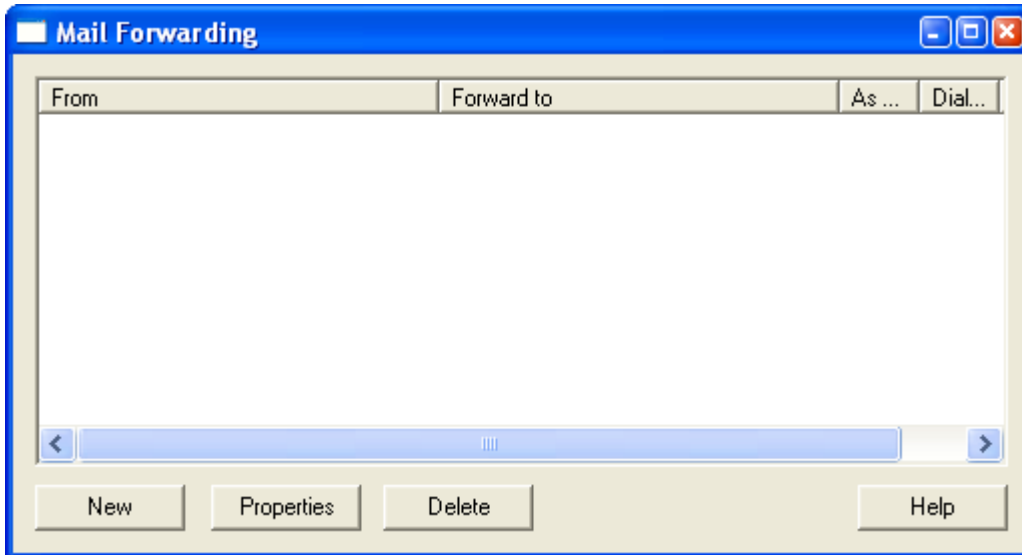 Mail Forwarding
From Forward to As ... Dial...
New Properties Delete Help